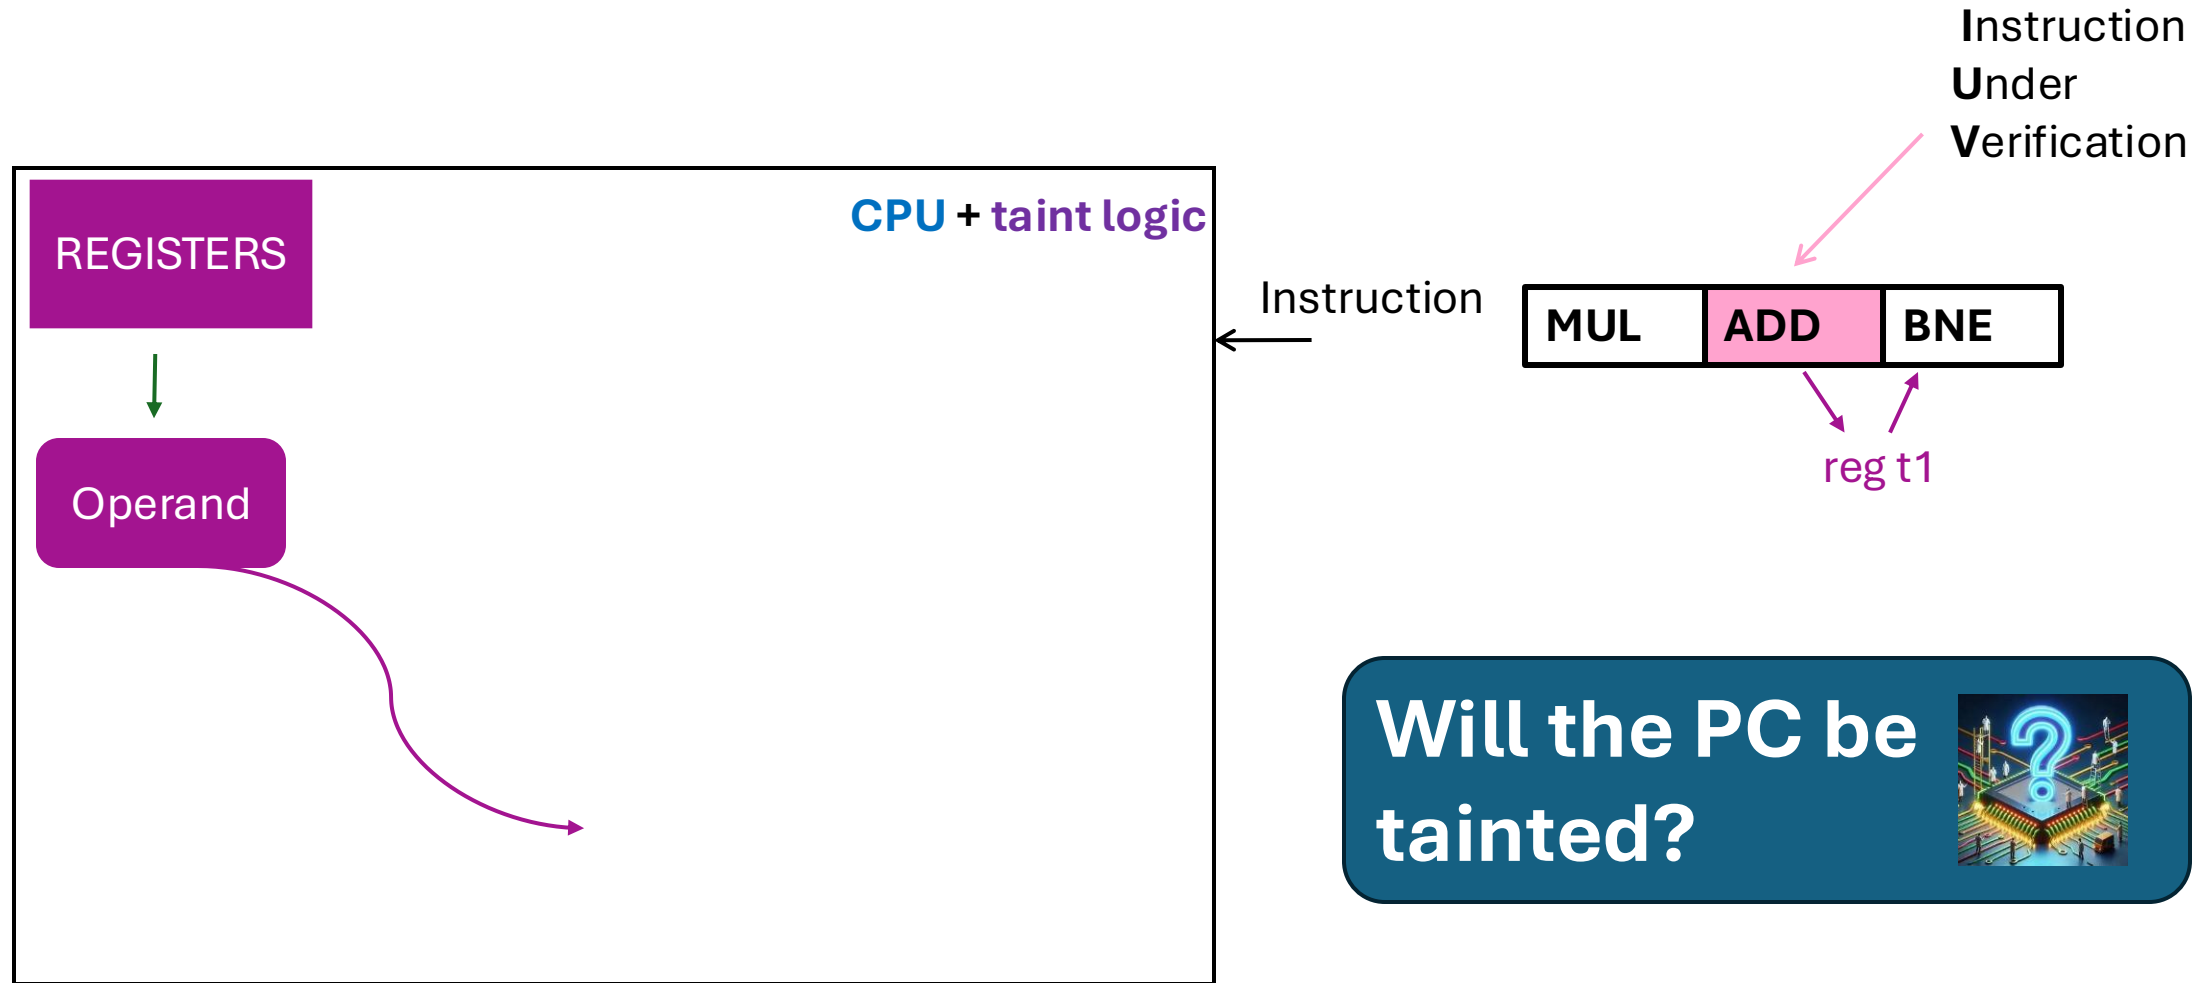 Instruction
Under
Verification
REGISTERS
CPU + taint logic
Instruction
MUL ADD BNE
reg t1
Operand
Will the PC be
tainted?
?